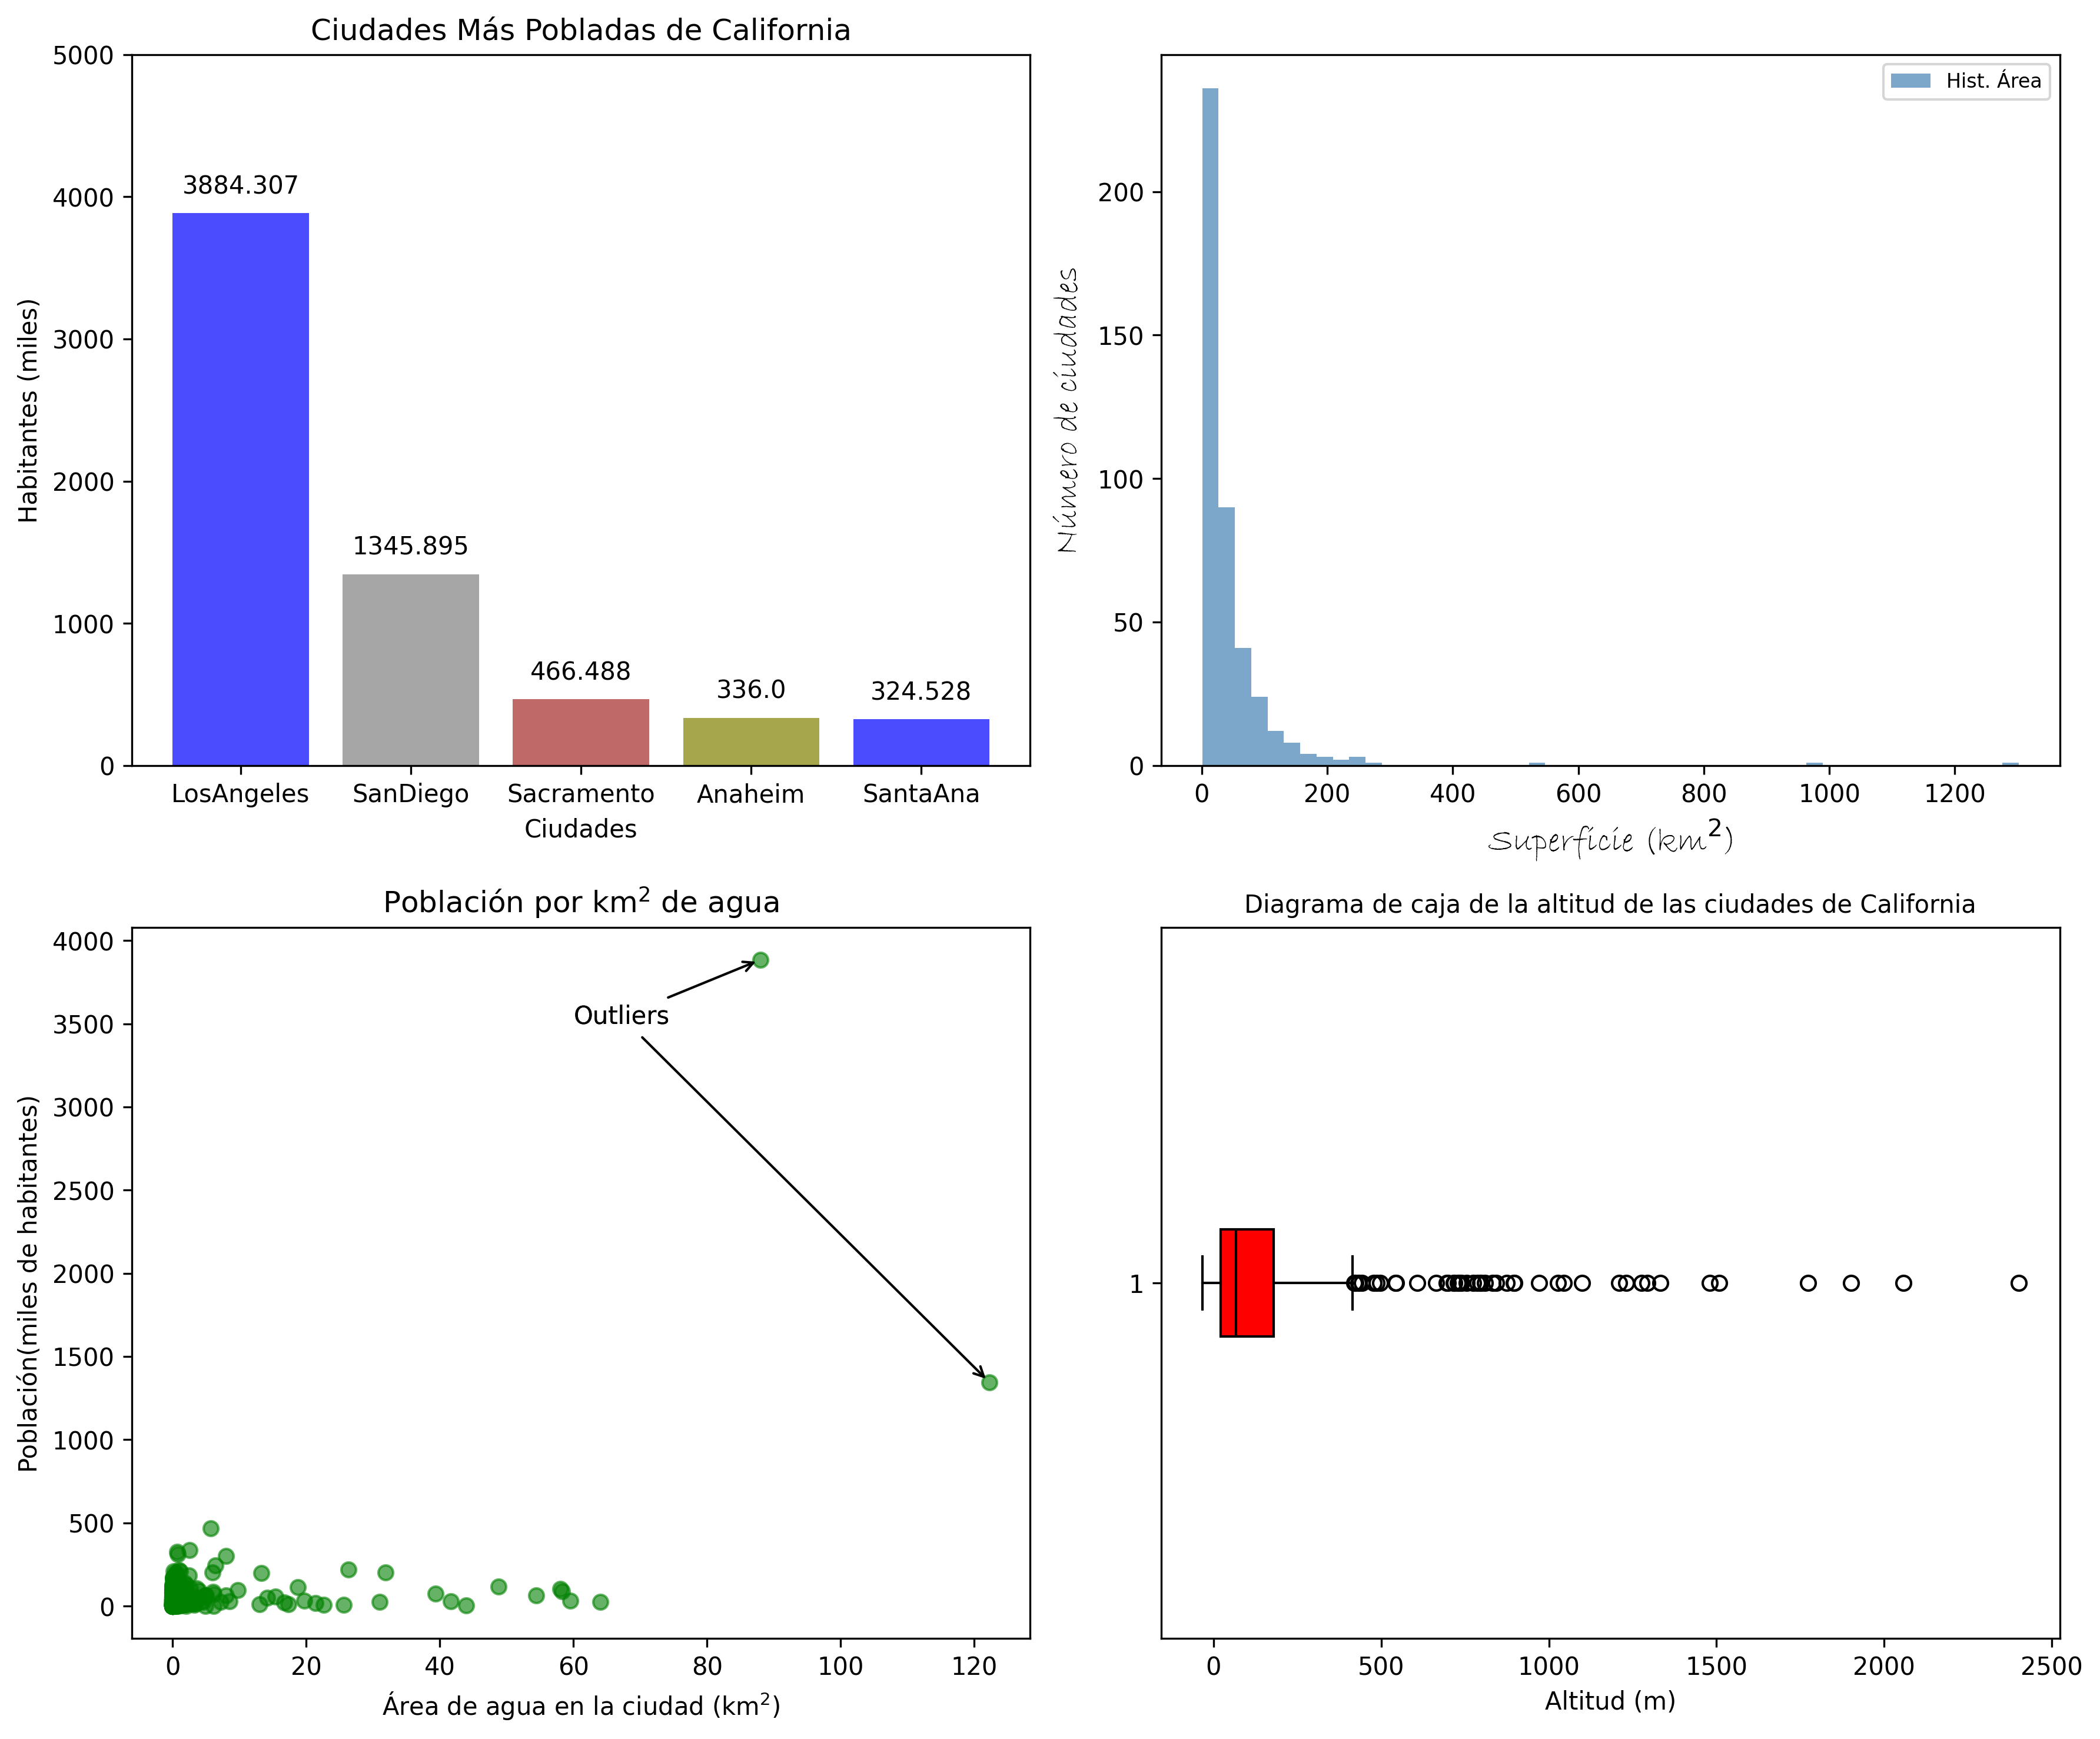 Ciudades Más Pobladas de California
5000
4000
3000
2000
1000
0
Habitantes (miles)
3884.307
1345.895
466.488
336.0
324.528
LosAngeles SanDiego Sacramento Anaheim SantaAna
Ciudades
Hist. Área
200
150
100
50
0
Número de ciudades
0 200 400 600 800 1000 1200
Superficie (km²)
Población por km² de agua
4000
3500
3000
2500
2000
1500
1000
500
0
Población(miles de habitantes)
Outliers
0 20 40 60 80 100 120
Área de agua en la ciudad (km²)
Diagrama de caja de la altitud de las ciudades de California
1
0 500 1000 1500 2000 2500
Altitud (m)